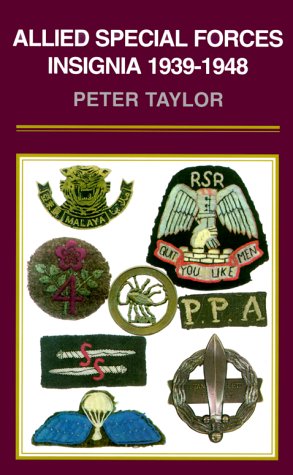 ALLIED SPECIAL FORCES
INSIGNIA 1939-1948
PETER TAYLOR
MALAYA
RSR
QUIT YOU LIKE MEN
4
P.P.A
SS